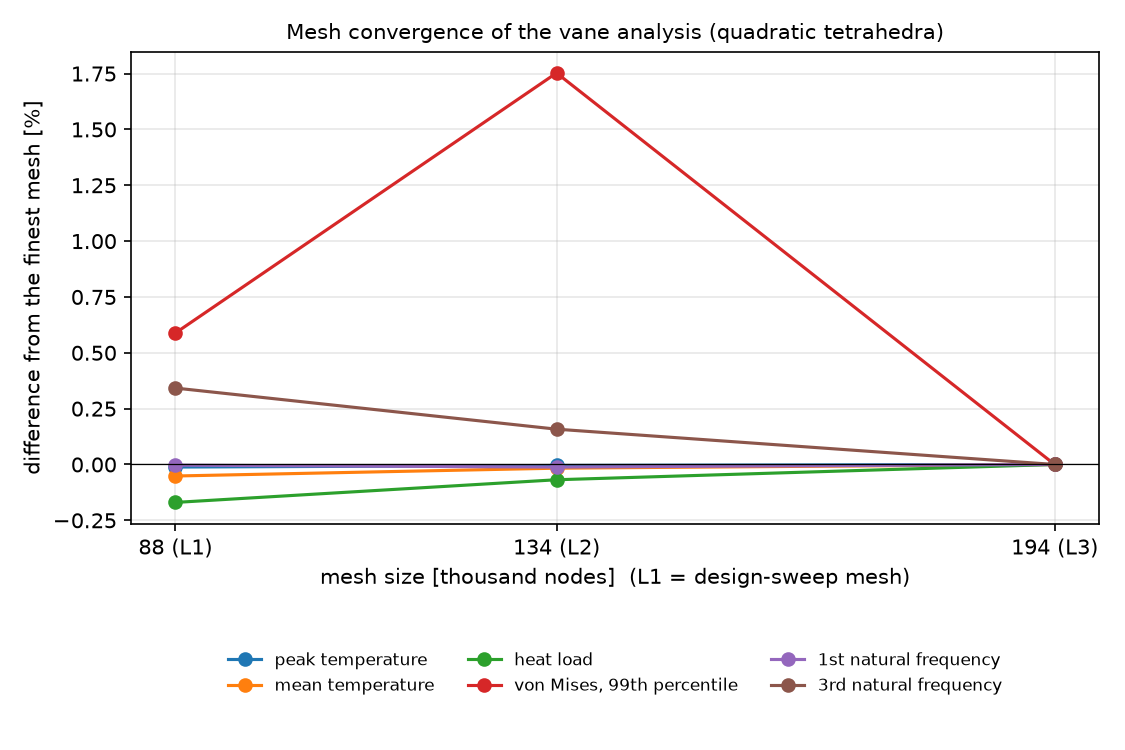 Mesh convergence of the vane analysis (quadratic tetrahedra)
difference from the finest mesh [%]
1.75
1.50
1.25
1.00
0.75
0.50
0.25
0.00
−0.25
88 (L1)
134 (L2)
194 (L3)
mesh size [thousand nodes]  (L1 = design-sweep mesh)
peak temperature
heat load
1st natural frequency
mean temperature
von Mises, 99th percentile
3rd natural frequency